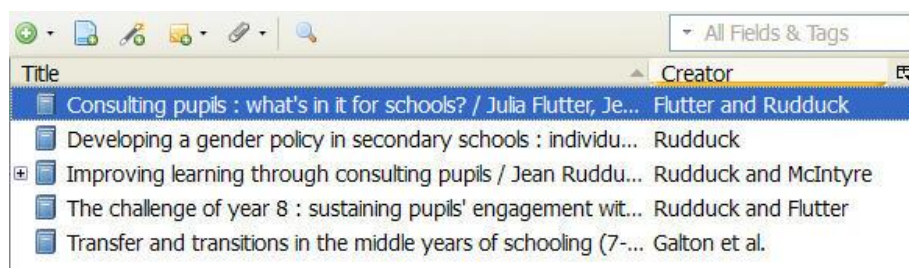 All Fields & Tags
Title Creator
Consulting pupils : what's in it for schools? / Julia Flutter, Je... Flutter and Rudduck
Developing a gender policy in secondary schools : individu... Rudduck
Improving learning through consulting pupils / Jean Ruddu... Rudduck and McIntyre
The challenge of year 8 : sustaining pupils' engagement wit... Rudduck and Flutter
Transfer and transitions in the middle years of schooling (7-... Galton et al.